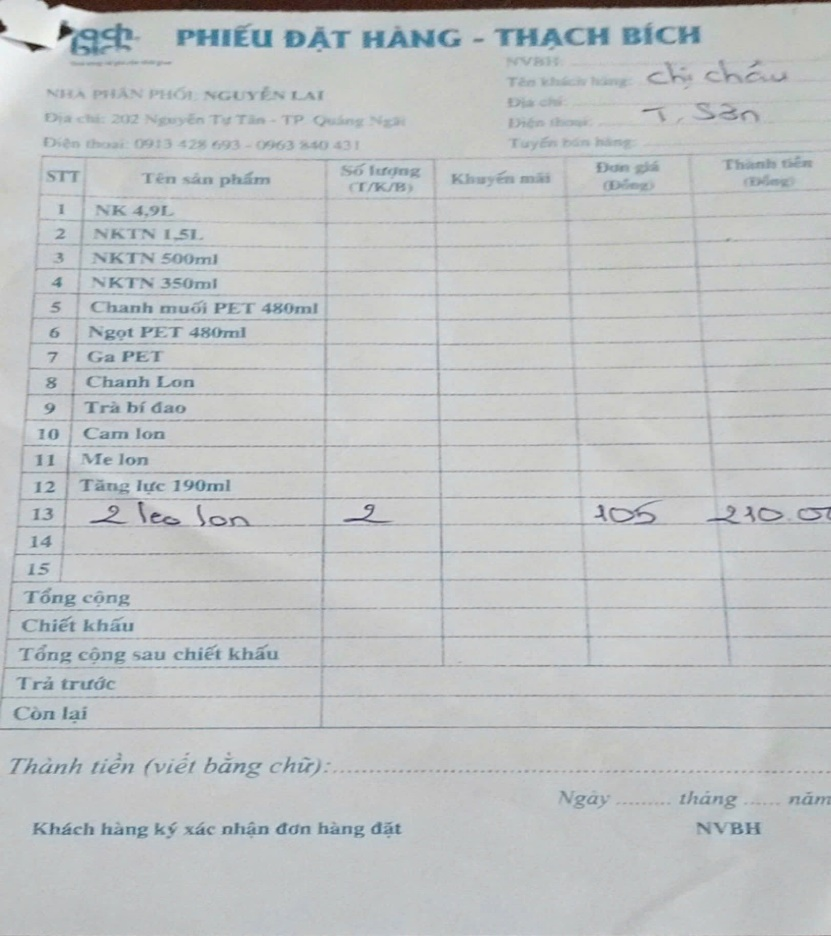 Thạch Bích
PHIẾU ĐẶT HÀNG - THẠCH BÍCH
NVBH:
NHÀ PHÂN PHỐI: NGUYỄN LAI
Tên khách hàng: chị châu
Địa chỉ:
Địa chỉ: 202 Nguyễn Tự Tân - TP. Quảng Ngãi
Điện thoại: T. Sơn
Điện thoại: 0913 428 693 - 0963 840 431
Tuyến bán hàng:
STT Tên sản phẩm Số lượng (T/K/B) Khuyến mãi Đơn giá (Đồng) Thành tiền (Đồng)
1 NK 4,9L
2 NKTN 1,5L
3 NKTN 500ml
4 NKTN 350ml
5 Chanh muối PET 480ml
6 Ngọt PET 480ml
7 Ga PET
8 Chanh Lon
9 Trà bí đao
10 Cam lon
11 Me lon
12 Tăng lực 190ml
13 2 leo lon 2 105 210.0
14
15
Tổng cộng
Chiết khấu
Tổng cộng sau chiết khấu
Trả trước
Còn lại
Thành tiền (viết bằng chữ):
Ngày ......... tháng ...... năm
Khách hàng ký xác nhận đơn hàng đặt NVBH